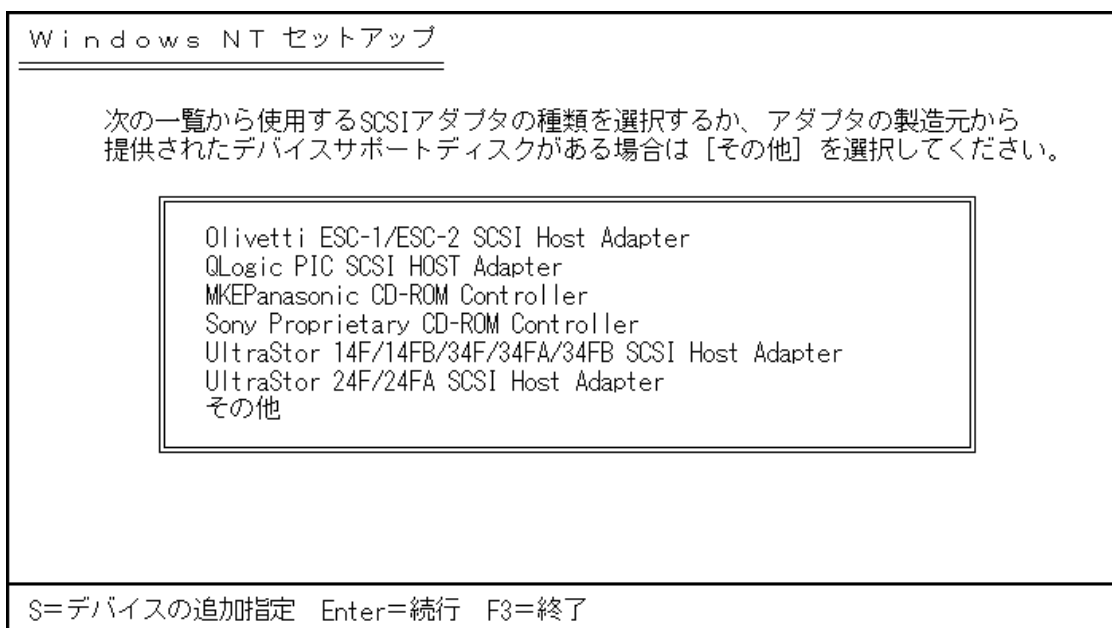 Ｗｉｎｄｏｗｓ ＮＴ セットアップ
次の一覧から使用するSCSIアダプタの種類を選択するか、アダプタの製造元から
提供されたデバイスサポートディスクがある場合は［その他］を選択してください。
Olivetti ESC-1/ESC-2 SCSI Host Adapter
QLogic PIC SCSI HOST Adapter
MKEPanasonic CD-ROM Controller
Sony Proprietary CD-ROM Controller
UltraStor 14F/14FB/34F/34FA/34FB SCSI Host Adapter
UltraStor 24F/24FA SCSI Host Adapter
その他
S＝デバイスの追加指定 Enter＝続行 F3＝終了